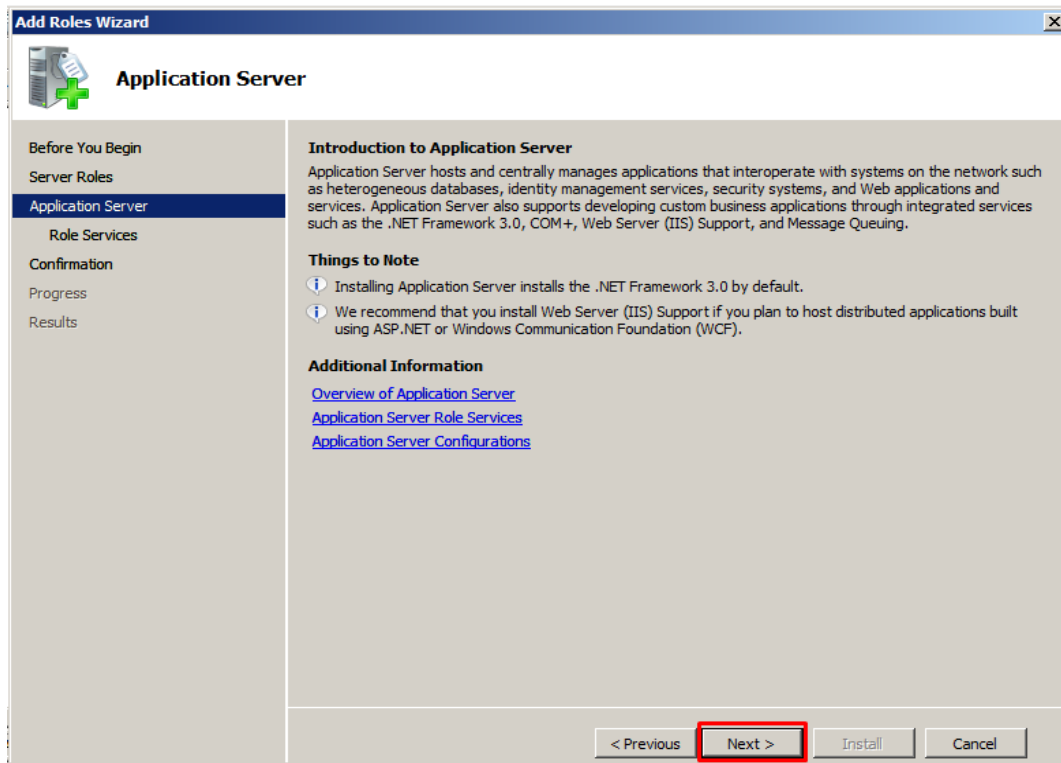 Add Roles Wizard
Application Server
Before You Begin
Server Roles
Application Server
Role Services
Confirmation
Progress
Results
Introduction to Application Server
Application Server hosts and centrally manages applications that interoperate with systems on the network such
as heterogeneous databases, identity management services, security systems, and Web applications and
services. Application Server also supports developing custom business applications through integrated services
such as the .NET Framework 3.0, COM+, Web Server (IIS) Support, and Message Queuing.
Things to Note
Installing Application Server installs the .NET Framework 3.0 by default.
We recommend that you install Web Server (IIS) Support if you plan to host distributed applications built
using ASP.NET or Windows Communication Foundation (WCF).
Additional Information
Overview of Application Server
Application Server Role Services
Application Server Configurations
< Previous Next > Install Cancel